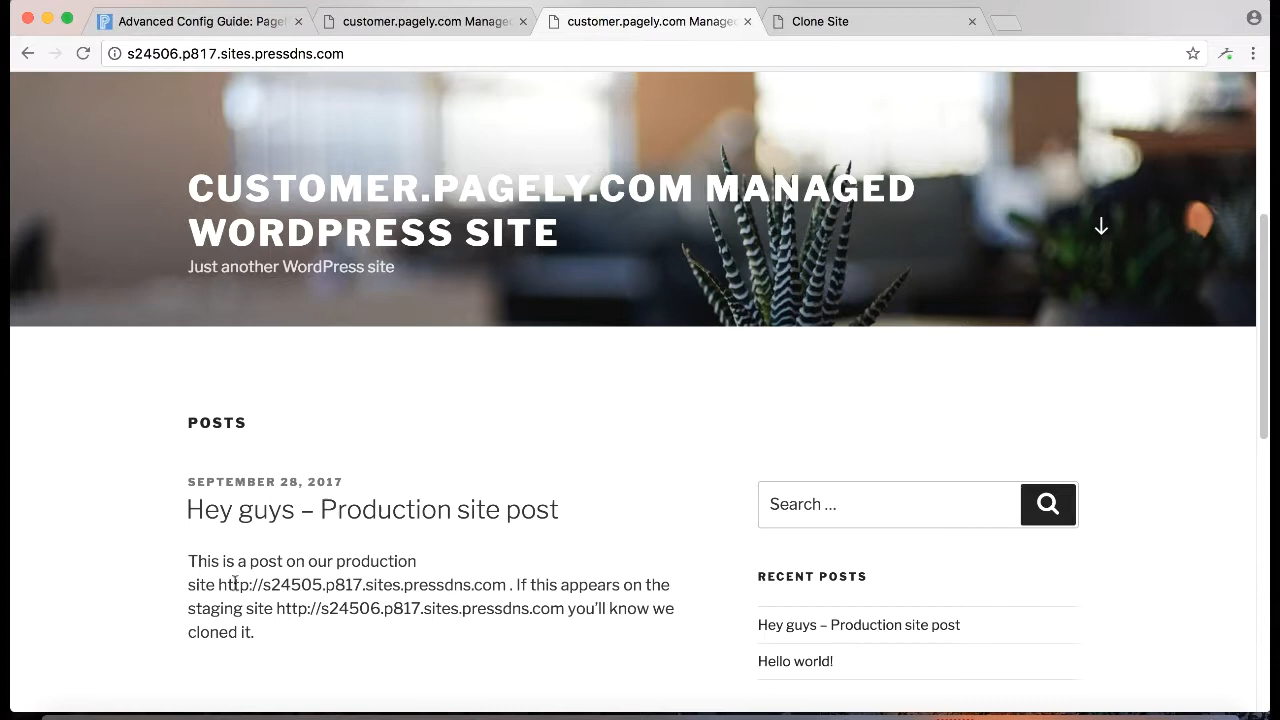 Advanced Config Guide: Pagel
customer.pagely.com Managed
customer.pagely.com Manage
Clone Site
s24506.p817.sites.pressdns.com
CUSTOMER.PAGELY.COM MANAGED
WORDPRESS SITE
Just another WordPress site
POSTS
SEPTEMBER 28, 2017
Hey guys – Production site post
This is a post on our production
site http://s24505.p817.sites.pressdns.com . If this appears on the
staging site http://s24506.p817.sites.pressdns.com you’ll know we
cloned it.
Search …
RECENT POSTS
Hey guys – Production site post
Hello world!